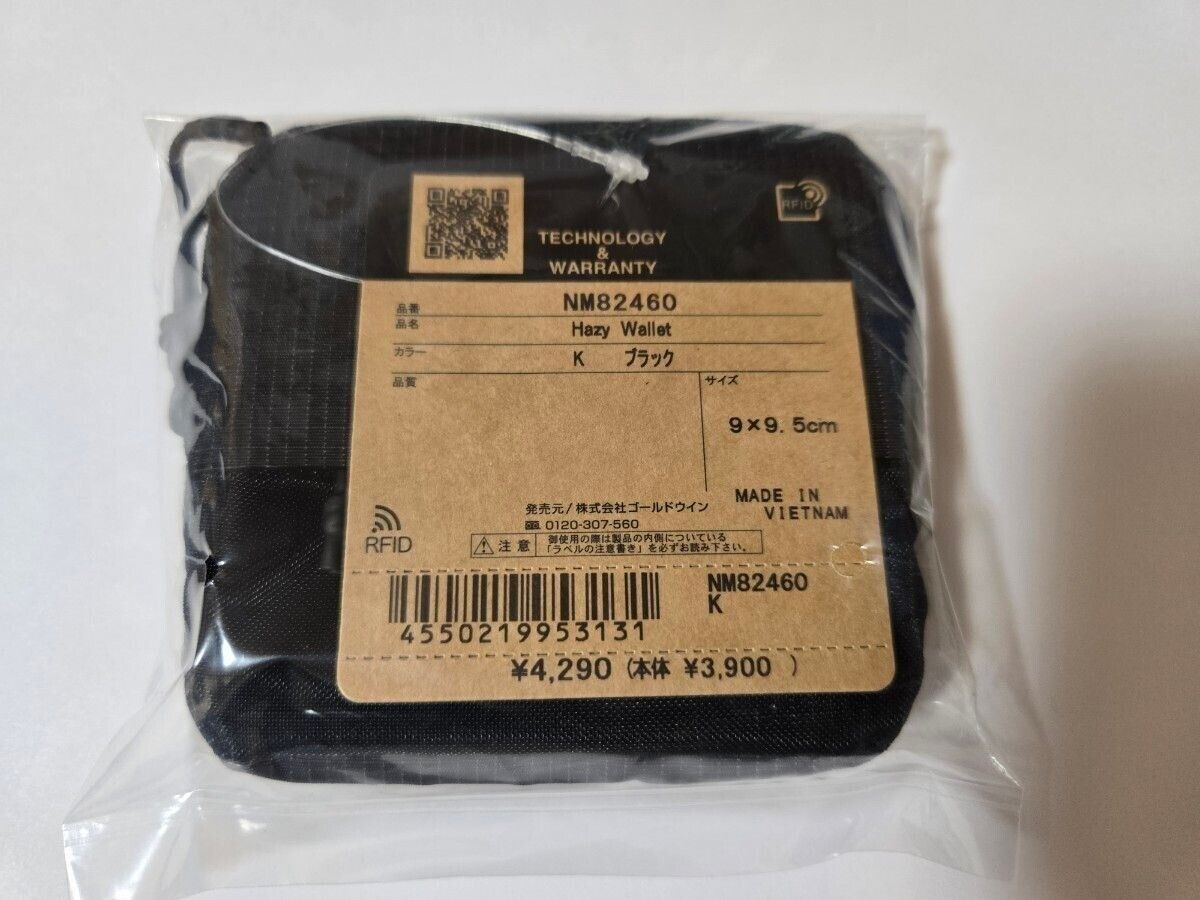 RFID
TECHNOLOGY
&
WARRANTY
品番 NM82460
品名 Hazy Wallet
カラー K ブラック
品質
サイズ
9×9.5cm
MADE IN
VIETNAM
発売元/株式会社ゴールドウイン
0120-307-560
RFID
注意
御使用の際は製品の内側についている
「ラベルの注意書き」を必ずお読み下さい。
NM82460
K
4550219953131
¥4,290 (本体 ¥3,900 )